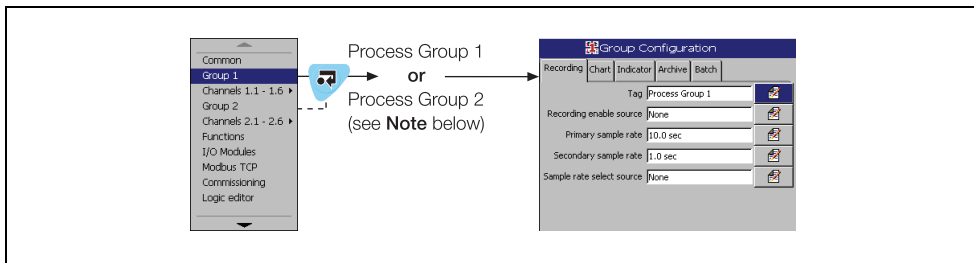 Common
Group 1
Channels 1.1 - 1.6
Group 2
Channels 2.1 - 2.6
Functions
I/O Modules
Modbus TCP
Commissioning
Logic editor
Process Group 1
or
Process Group 2
(see Note below)
Group Configuration
Recording Chart Indicator Archive Batch
Tag Process Group 1
Recording enable source None
Primary sample rate 10.0 sec
Secondary sample rate 1.0 sec
Sample rate select source None